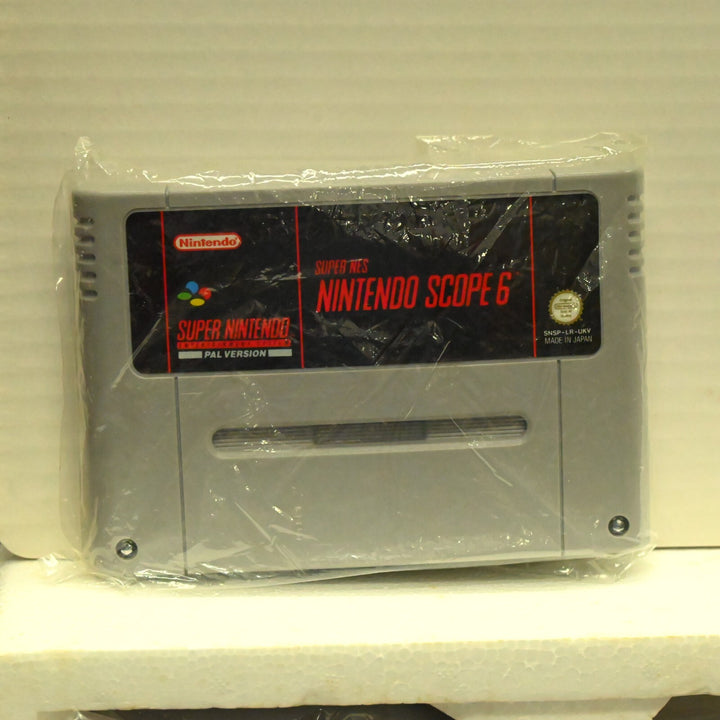 Nintendo
SUPER NINTENDO
ENTERTAINMENT SYSTEM
PAL VERSION
SUPER NES
NINTENDO SCOPE 6
SNSP-LR-UKV
MADE IN JAPAN